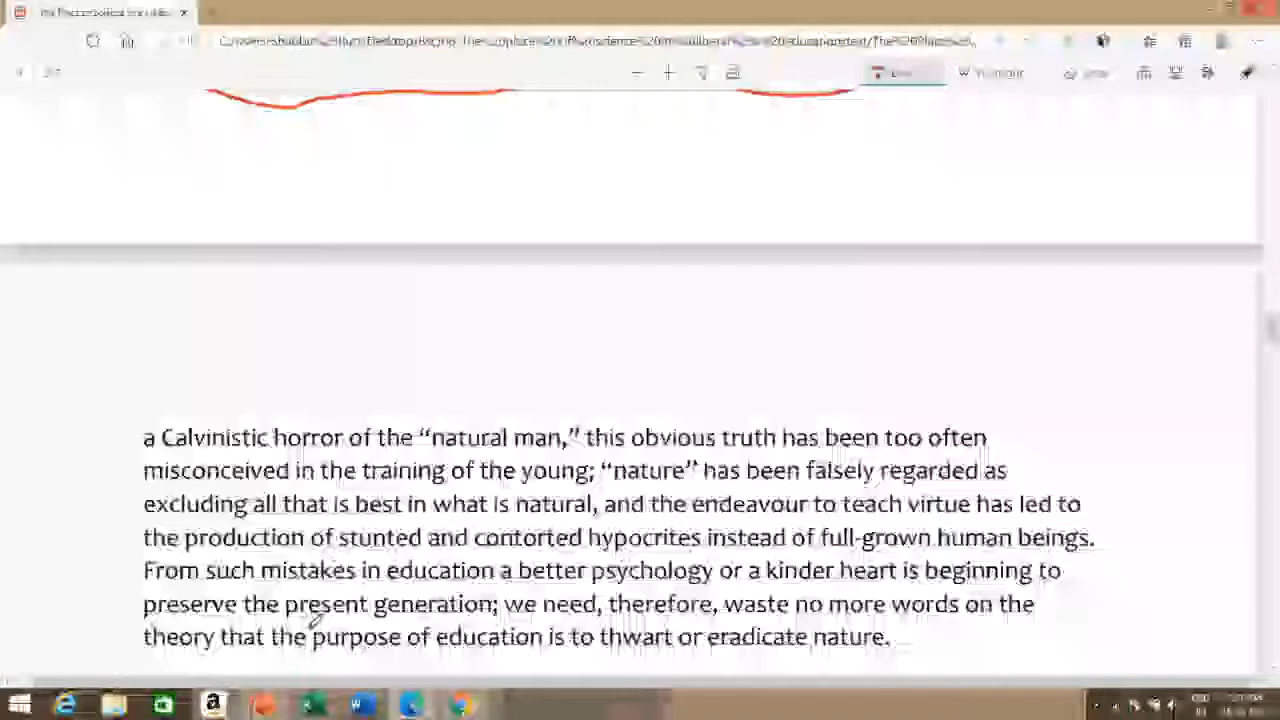 a Calvinistic horror of the “natural man,” this obvious truth has been too often
misconceived in the training of the young; “nature” has been falsely regarded as
excluding all that is best in what is natural, and the endeavour to teach virtue has led to
the production of stunted and contorted hypocrites instead of full-grown human beings.
From such mistakes in education a better psychology or a kinder heart is beginning to
preserve the present generation; we need, therefore, waste no more words on the
theory that the purpose of education is to thwart or eradicate nature.